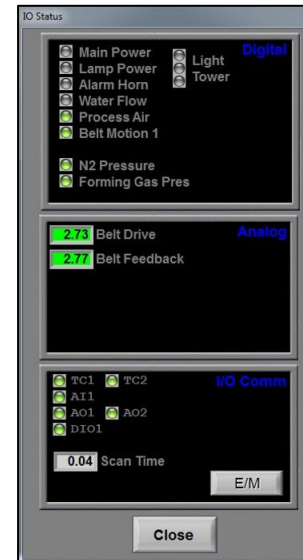 IO Status
Digital
Main Power
Lamp Power
Alarm Horn
Water Flow
Process Air
Belt Motion 1
N2 Pressure
Forming Gas Pres
Light
Tower
Analog
2.73 Belt Drive
2.77 Belt Feedback
I/O Comm
TC1 TC2
AI1
AO1 AO2
DIO1
0.04 Scan Time
E/M
Close